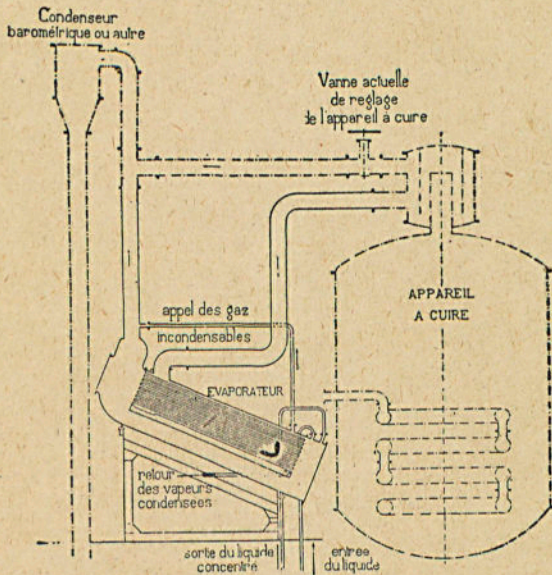 Condenseur
barométrique ou autre
Vanne actuelle
de reglage
de l'appareil à cuire
APPAREIL
A CUIRE
appel des gaz
incondensables
EVAPORATEUR
retour
des vapeurs
condensées
sortie du liquide
concentré
entrée
du liquide